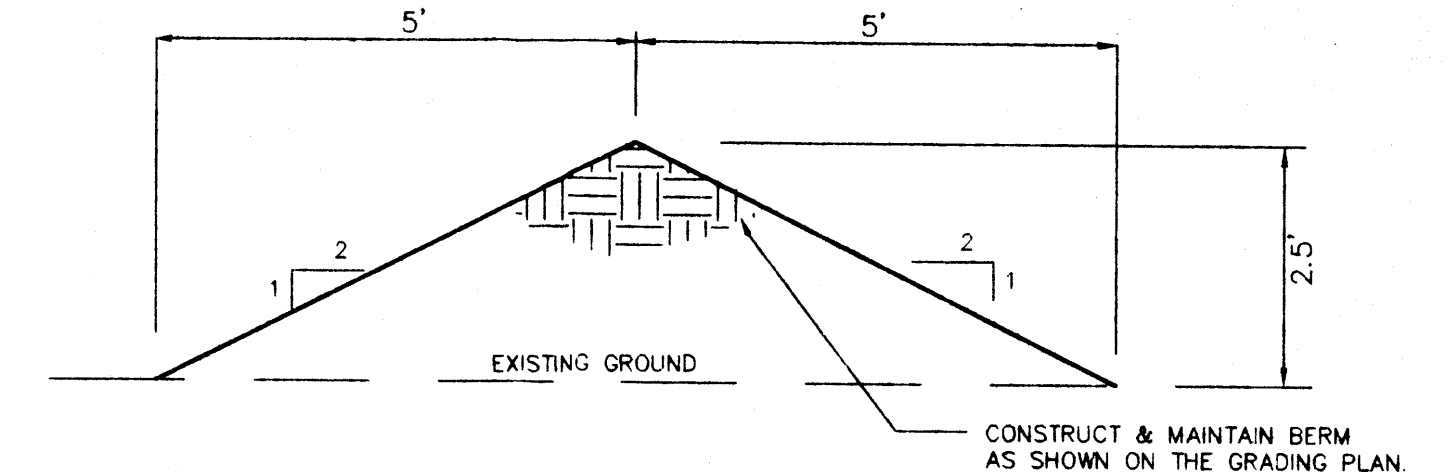 5'
5'
2
1
2
1
2.5'
EXISTING GROUND
CONSTRUCT & MAINTAIN BERM
AS SHOWN ON THE GRADING PLAN.